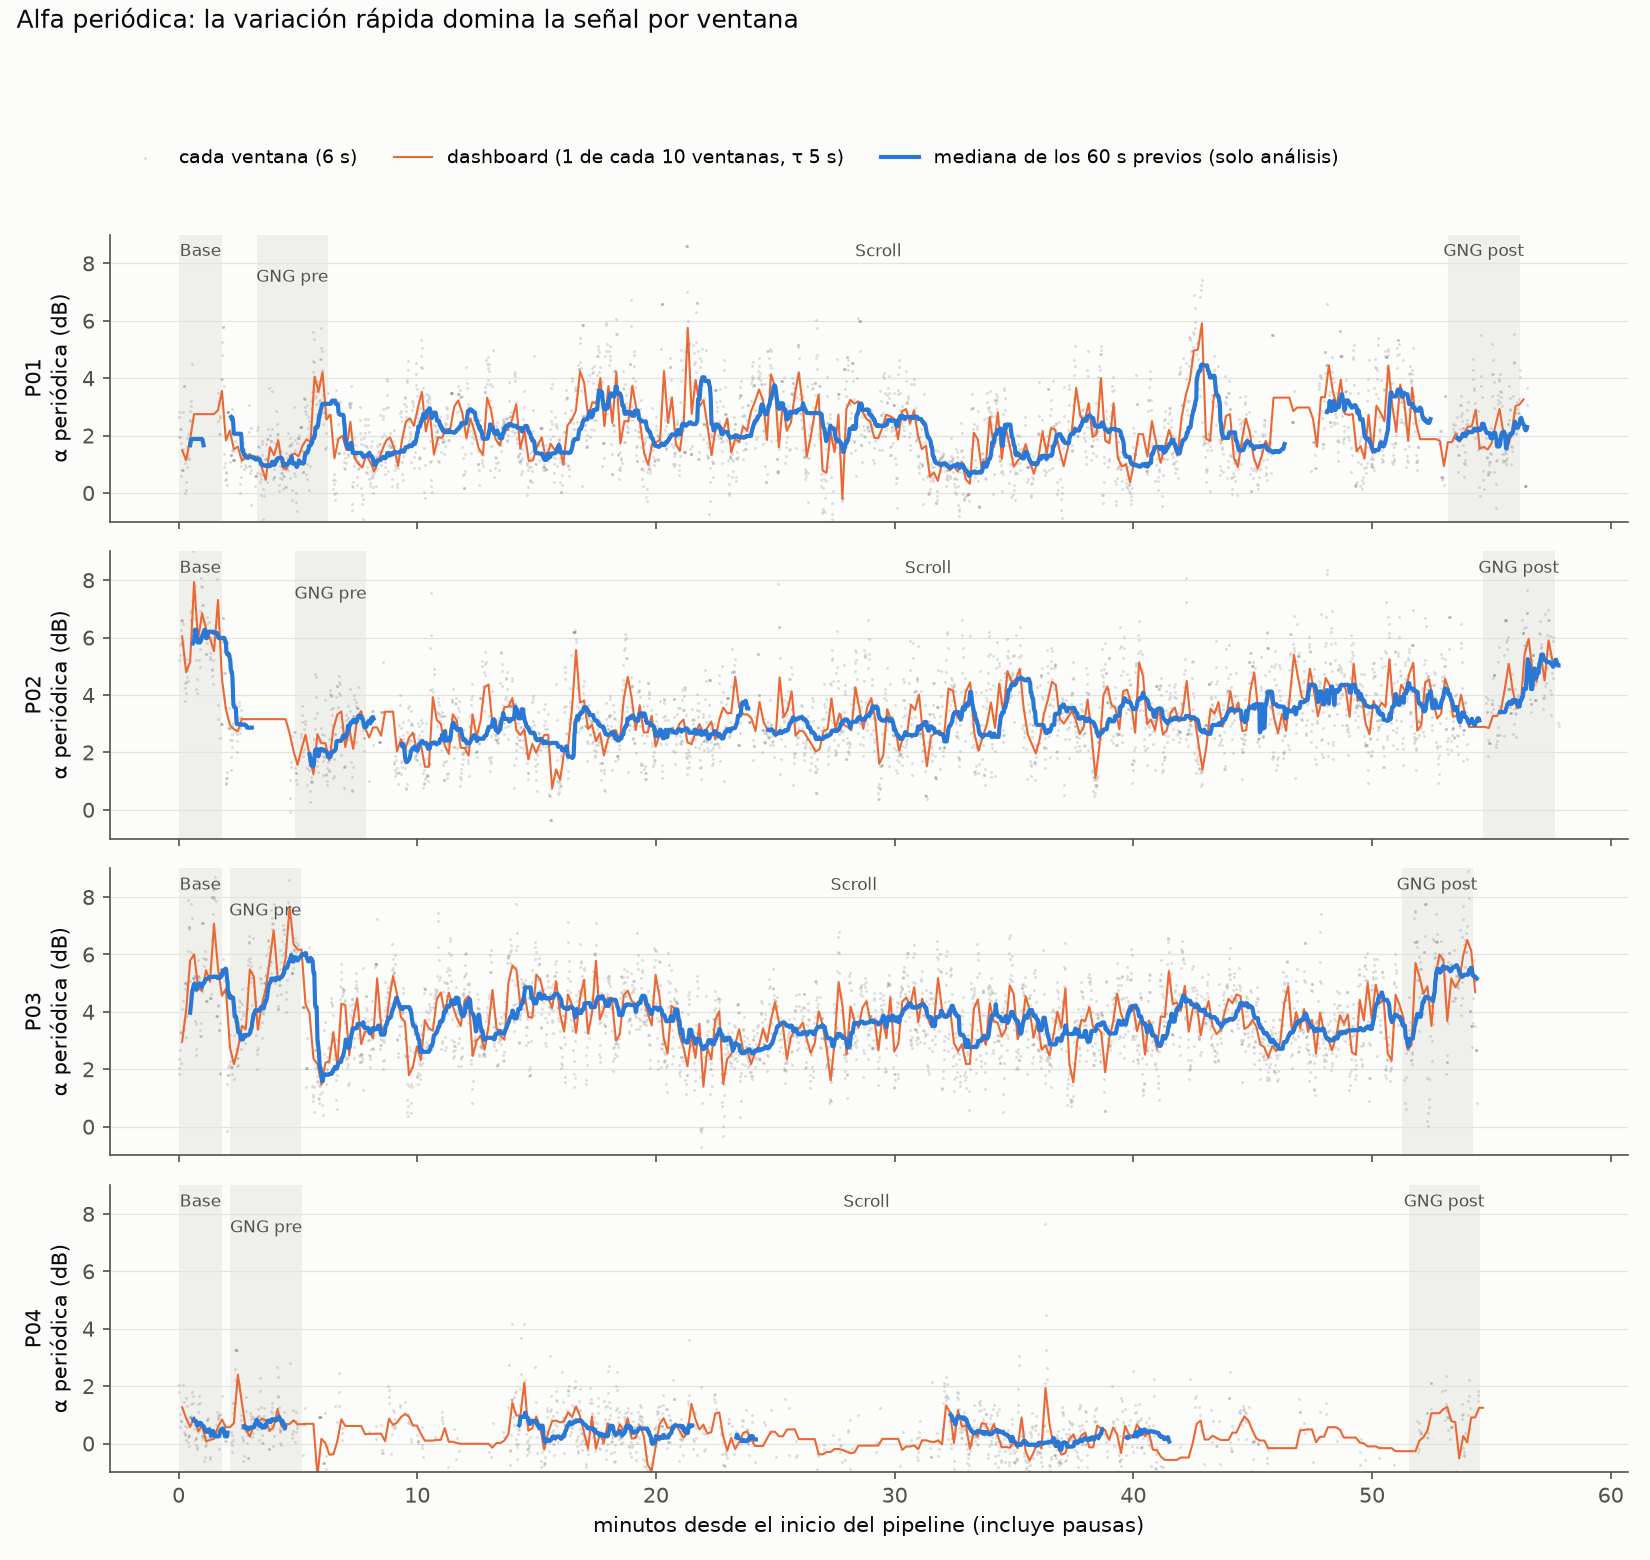 Alfa periódica: la variación rápida domina la señal por ventana
cada ventana (6 s)
dashboard (1 de cada 10 ventanas, τ 5 s)
mediana de los 60 s previos (solo análisis)
P01
α periódica (dB)
8
6
4
2
0
Base
GNG pre
Scroll
GNG post
P02
α periódica (dB)
8
6
4
2
0
Base
GNG pre
Scroll
GNG post
P03
α periódica (dB)
8
6
4
2
0
Base
GNG pre
Scroll
GNG post
P04
α periódica (dB)
8
6
4
2
0
Base
GNG pre
Scroll
GNG post
0 10 20 30 40 50 60
minutos desde el inicio del pipeline (incluye pausas)